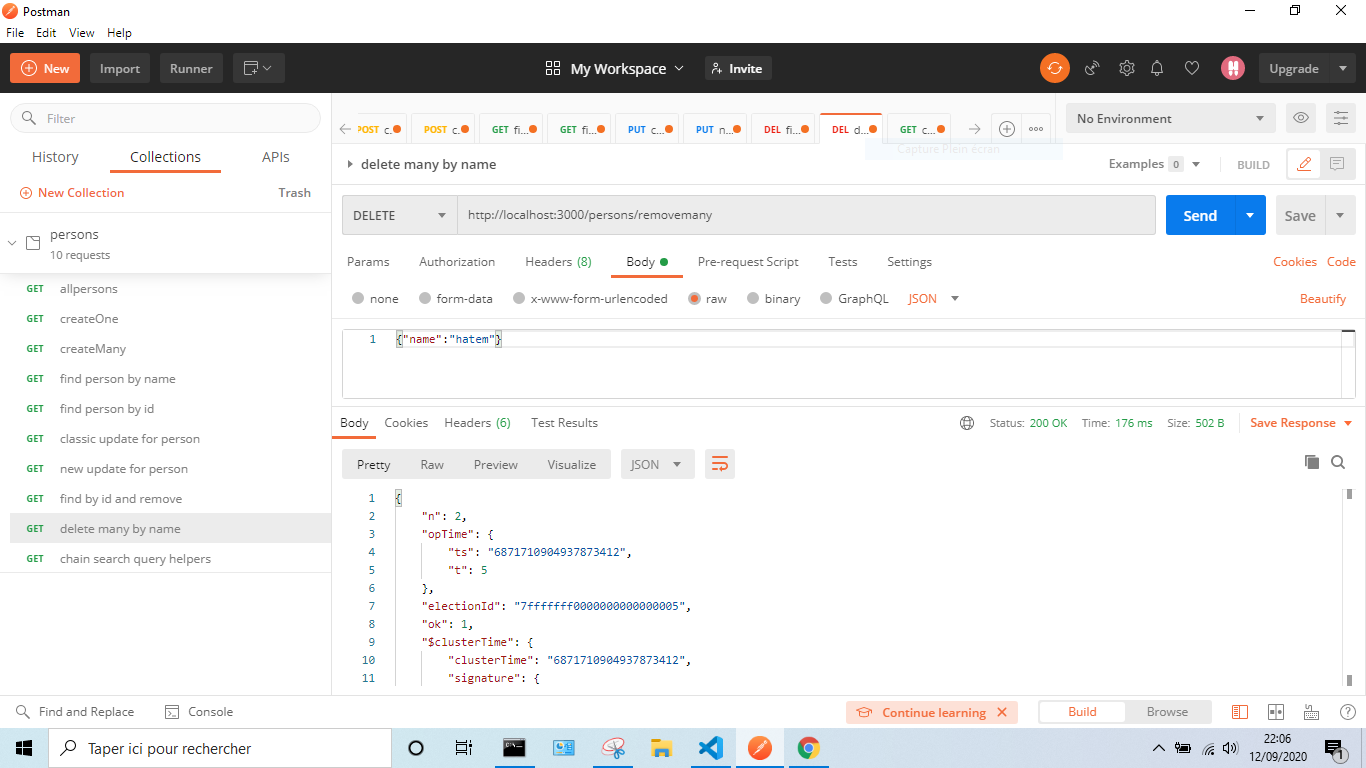 Postman
File Edit View Help
New Import Runner My Workspace Invite Upgrade
Filter
History Collections APIs
New Collection Trash
persons
10 requests
GET allpersons
GET createOne
GET createMany
GET find person by name
GET find person by id
GET classic update for person
GET new update for person
GET find by id and remove
GET delete many by name
GET chain search query helpers
POST c... POST c... GET fi... GET fi... PUT c... PUT n... DEL fi... DEL d... GET c... No Environment
Capture Plein écran
delete many by name Examples 0 BUILD
DELETE http://localhost:3000/persons/removemany Send Save
Params Authorization Headers (8) Body Pre-request Script Tests Settings Cookies Code
none form-data x-www-form-urlencoded raw binary GraphQL JSON Beautify
1 {"name":"hatem"}
Body Cookies Headers (6) Test Results Status: 200 OK Time: 176 ms Size: 502 B Save Response
Pretty Raw Preview Visualize JSON
1 {
2 "n": 2,
3 "opTime": {
4 "ts": "6871710904937873412",
5 "t": 5
6 },
7 "electionId": "7fffffff0000000000000005",
8 "ok": 1,
9 "$clusterTime": {
10 "clusterTime": "6871710904937873412",
11 "signature": {
Find and Replace Console Continue learning Build Browse
Taper ici pour rechercher
22:06
12/09/2020
1